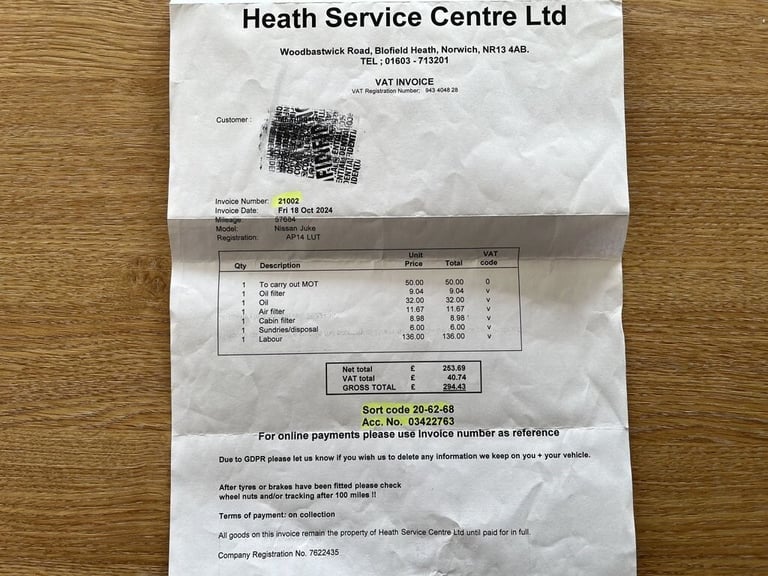 Heath Service Centre Ltd
Woodbastwick Road, Blofield Heath, Norwich, NR13 4AB.
TEL ; 01603 - 713201
VAT INVOICE
VAT Registration Number; 943 4048 28
Customer :
Invoice Number: 21002
Invoice Date: Fri 18 Oct 2024
Mileage: 57684
Model: Nissan Juke
Registration: AP14 LUT
Qty Description Unit Price Total VAT code
1 To carry out MOT 50.00 50.00 0
1 Oil filter 9.04 9.04 v
1 Oil 32.00 32.00 v
1 Air filter 11.67 11.67 v
1 Cabin filter 8.98 8.98 v
1 Sundries/disposal 6.00 6.00 v
1 Labour 136.00 136.00 v
Net total £ 253.69
VAT total £ 40.74
GROSS TOTAL £ 294.43
Sort code 20-62-68
Acc. No. 03422763
For online payments please use Invoice number as reference
Due to GDPR please let us know if you wish us to delete any information we keep on you + your vehicle.
After tyres or brakes have been fitted please check
wheel nuts and/or tracking after 100 miles !!
Terms of payment: on collection
All goods on this invoice remain the property of Heath Service Centre Ltd until paid for in full.
Company Registration No. 7622435